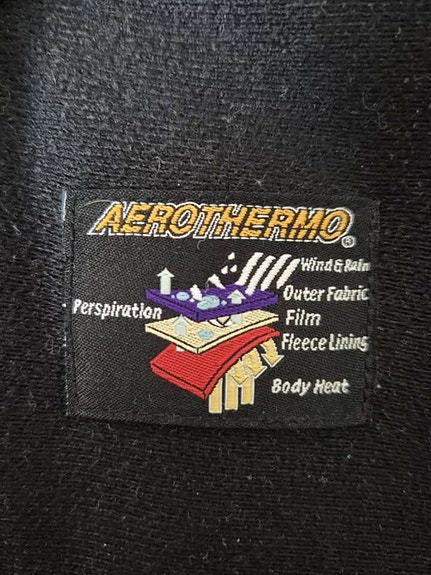 AEROTHERMO®
Wind & Rain
Outer Fabric
Perspiration
Film
Fleece Lining
Body Heat